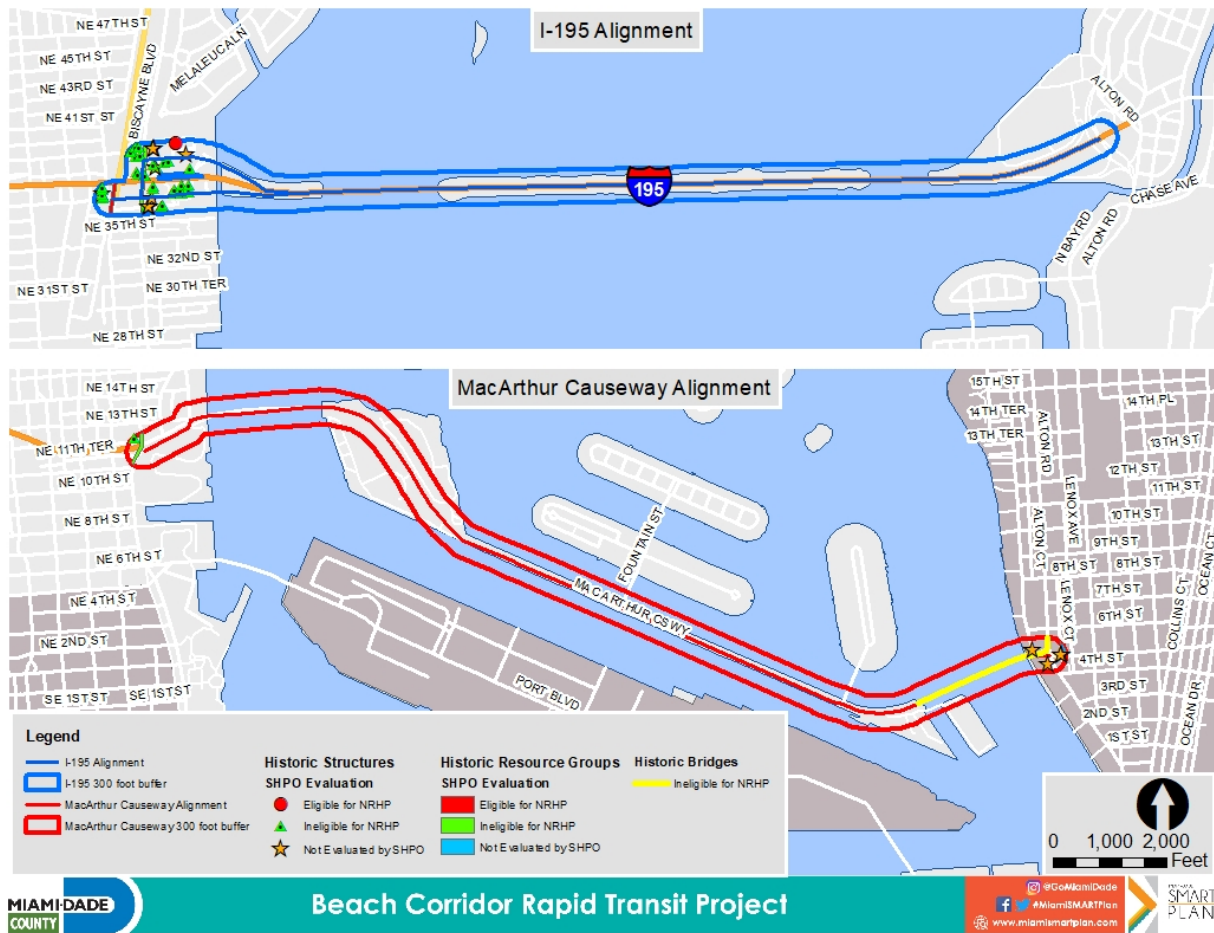 I-195 Alignment
NE 47TH ST
NE 45TH ST
NE 43RD ST
NE 41ST ST
BISCAYNE BLVD
MELALEUCA LN
ALTON RD
195
CHASE AVE
NE 35TH ST
N BAY RD
ALTON RD
NE 32ND ST
NE 31ST ST
NE 30TH TER
NE 28TH ST
MacArthur Causeway Alignment
NE 14TH ST
NE 13TH ST
NE 11TH TER
NE 10TH ST
NE 8TH ST
NE 6TH ST
NE 4TH ST
NE 2ND ST
SE 1ST ST
SE 1ST ST
FOUNTAIN ST
MACARTHUR CSWY
PORT BLVD
15TH ST
14TH TER
13TH TER
14TH PL
ALTON RD
LENOX AVE
ALTON CT
LENOX CT
13TH ST
12TH ST
11TH ST
10TH ST
9TH ST
8TH ST
8TH ST
7TH ST
6TH ST
4TH ST
3RD ST
2ND ST
1ST ST
COLLINS CT
OCEAN CT
OCEAN DR
Legend
I-195 Alignment
I-195 300 foot buffer
MacArthur Causeway Alignment
MacArthur Causeway 300 foot buffer
Historic Structures
SHPO Evaluation
Eligible for NRHP
Ineligible for NRHP
Not Evaluated by SHPO
Historic Resource Groups
SHPO Evaluation
Eligible for NRHP
Ineligible for NRHP
Not Evaluated by SHPO
Historic Bridges
Ineligible for NRHP
0 1,000 2,000
Feet
MIAMI-DADE
COUNTY
Beach Corridor Rapid Transit Project
@GoMiamiDade
#MiamiSMARTPlan
www.miamismartplan.com
SMART
PLAN